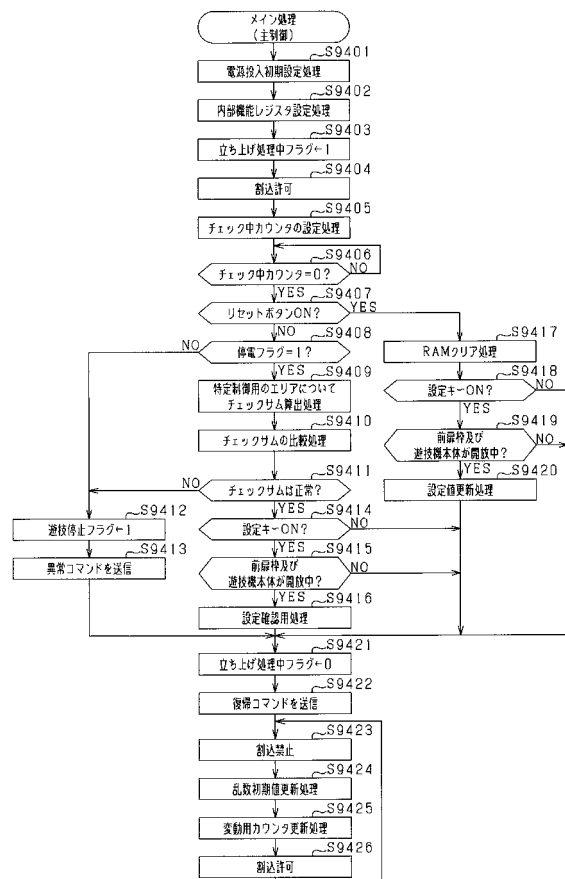 メイン処理
(主制御)
S9401
電源投入初期設定処理
S9402
内部機能レジスタ設定処理
S9403
立ち上げ処理中フラグ←1
S9404
割込許可
S9405
チェック中カウンタの設定処理
S9406
チェック中カウンタ=0?
NO
YES
S9407
リセットボタンON?
YES
NO
S9408
停電フラグ=1?
NO
YES
S9409
特定制御用のエリアについて
チェックサム算出処理
S9410
チェックサムの比較処理
S9411
チェックサムは正常?
NO
YES
S9412
遊技停止フラグ←1
S9413
異常コマンドを送信
S9414
設定キーON?
NO
YES
S9415
前扉枠及び
遊技機本体が開放中?
NO
YES
S9416
設定確認用処理
S9417
RAMクリア処理
S9418
設定キーON?
NO
YES
S9419
前扉枠及び
遊技機本体が開放中?
NO
YES
S9420
設定値更新処理
S9421
立ち上げ処理中フラグ←0
S9422
復帰コマンドを送信
S9423
割込禁止
S9424
乱数初期値更新処理
S9425
変動用カウンタ更新処理
S9426
割込許可